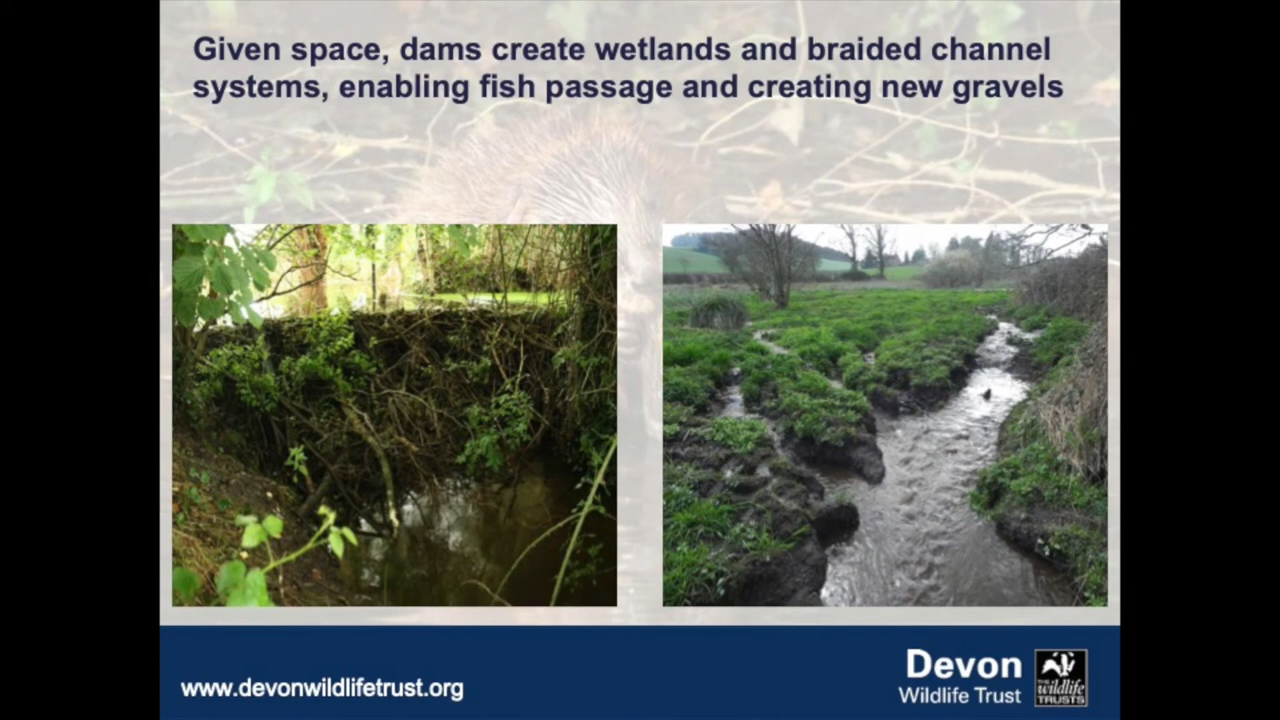 Given space, dams create wetlands and braided channel
systems, enabling fish passage and creating new gravels
www.devonwildlifetrust.org
Devon
Wildlife Trust
THE
wildlife
TRUSTS